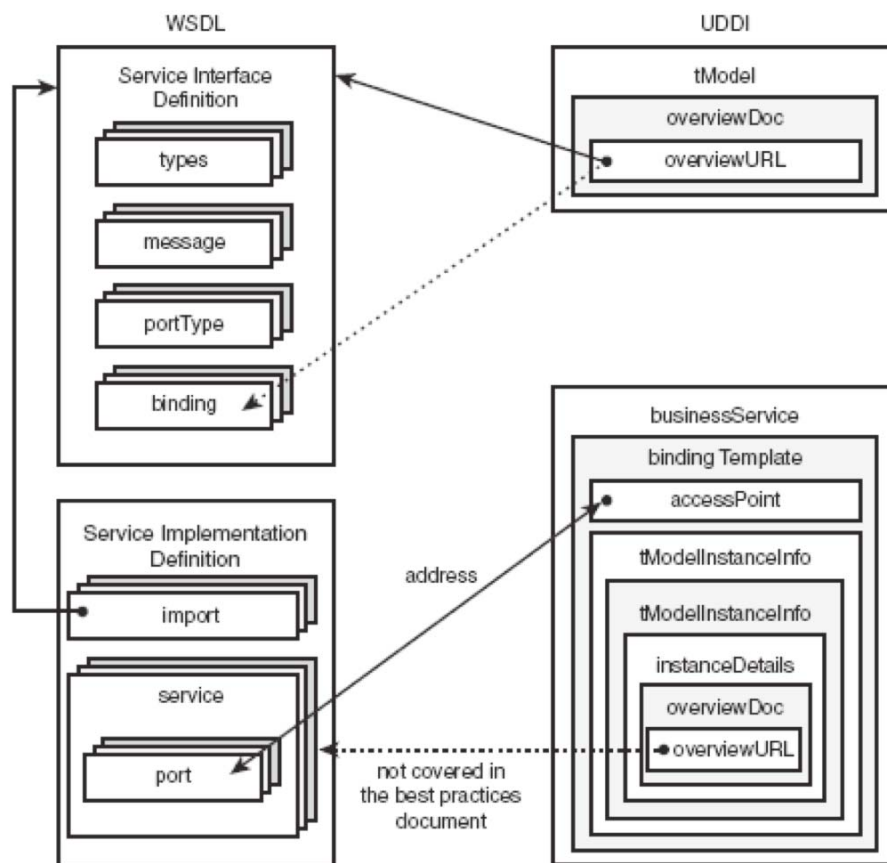 WSDL
Service Interface
Definition
types
message
portType
binding
Service Implementation
Definition
import
service
port
address
not covered in
the best practices
document
UDDI
tModel
overviewDoc
overviewURL
businessService
binding Template
accessPoint
tModelInstanceInfo
tModelInstanceInfo
instanceDetails
overviewDoc
overviewURL